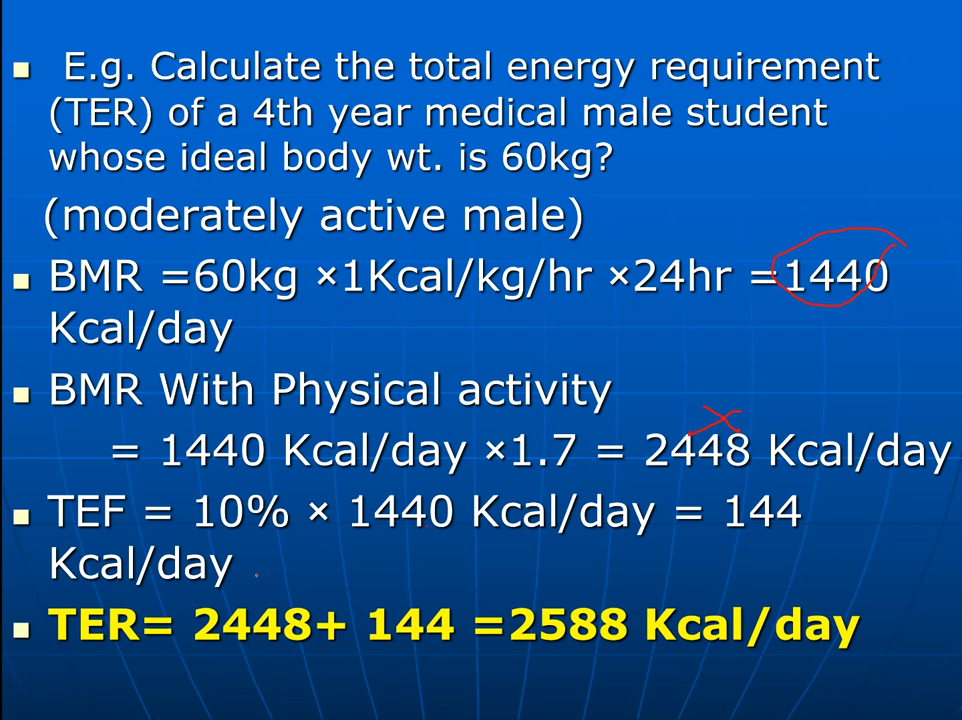 E.g. Calculate the total energy requirement
(TER) of a 4th year medical male student
whose ideal body wt. is 60kg?
(moderately active male)
BMR =60kg ×1Kcal/kg/hr ×24hr =1440
Kcal/day
BMR With Physical activity
= 1440 Kcal/day ×1.7 = 2448 Kcal/day
TEF = 10% × 1440 Kcal/day = 144
Kcal/day
TER= 2448+ 144 =2588 Kcal/day